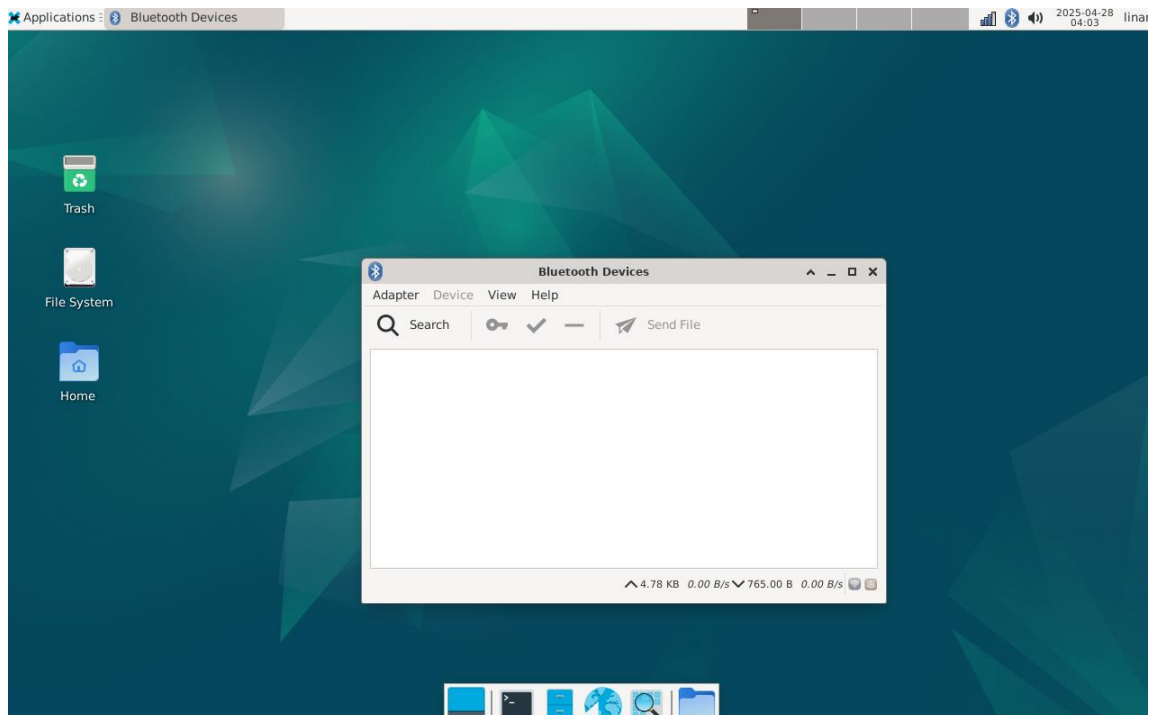 Applications Bluetooth Devices 2025-04-28
04:03 linar
Trash
File System
Home
Bluetooth Devices
Adapter Device View Help
Search Send File
4.78 KB 0.00 B/s 765.00 B 0.00 B/s